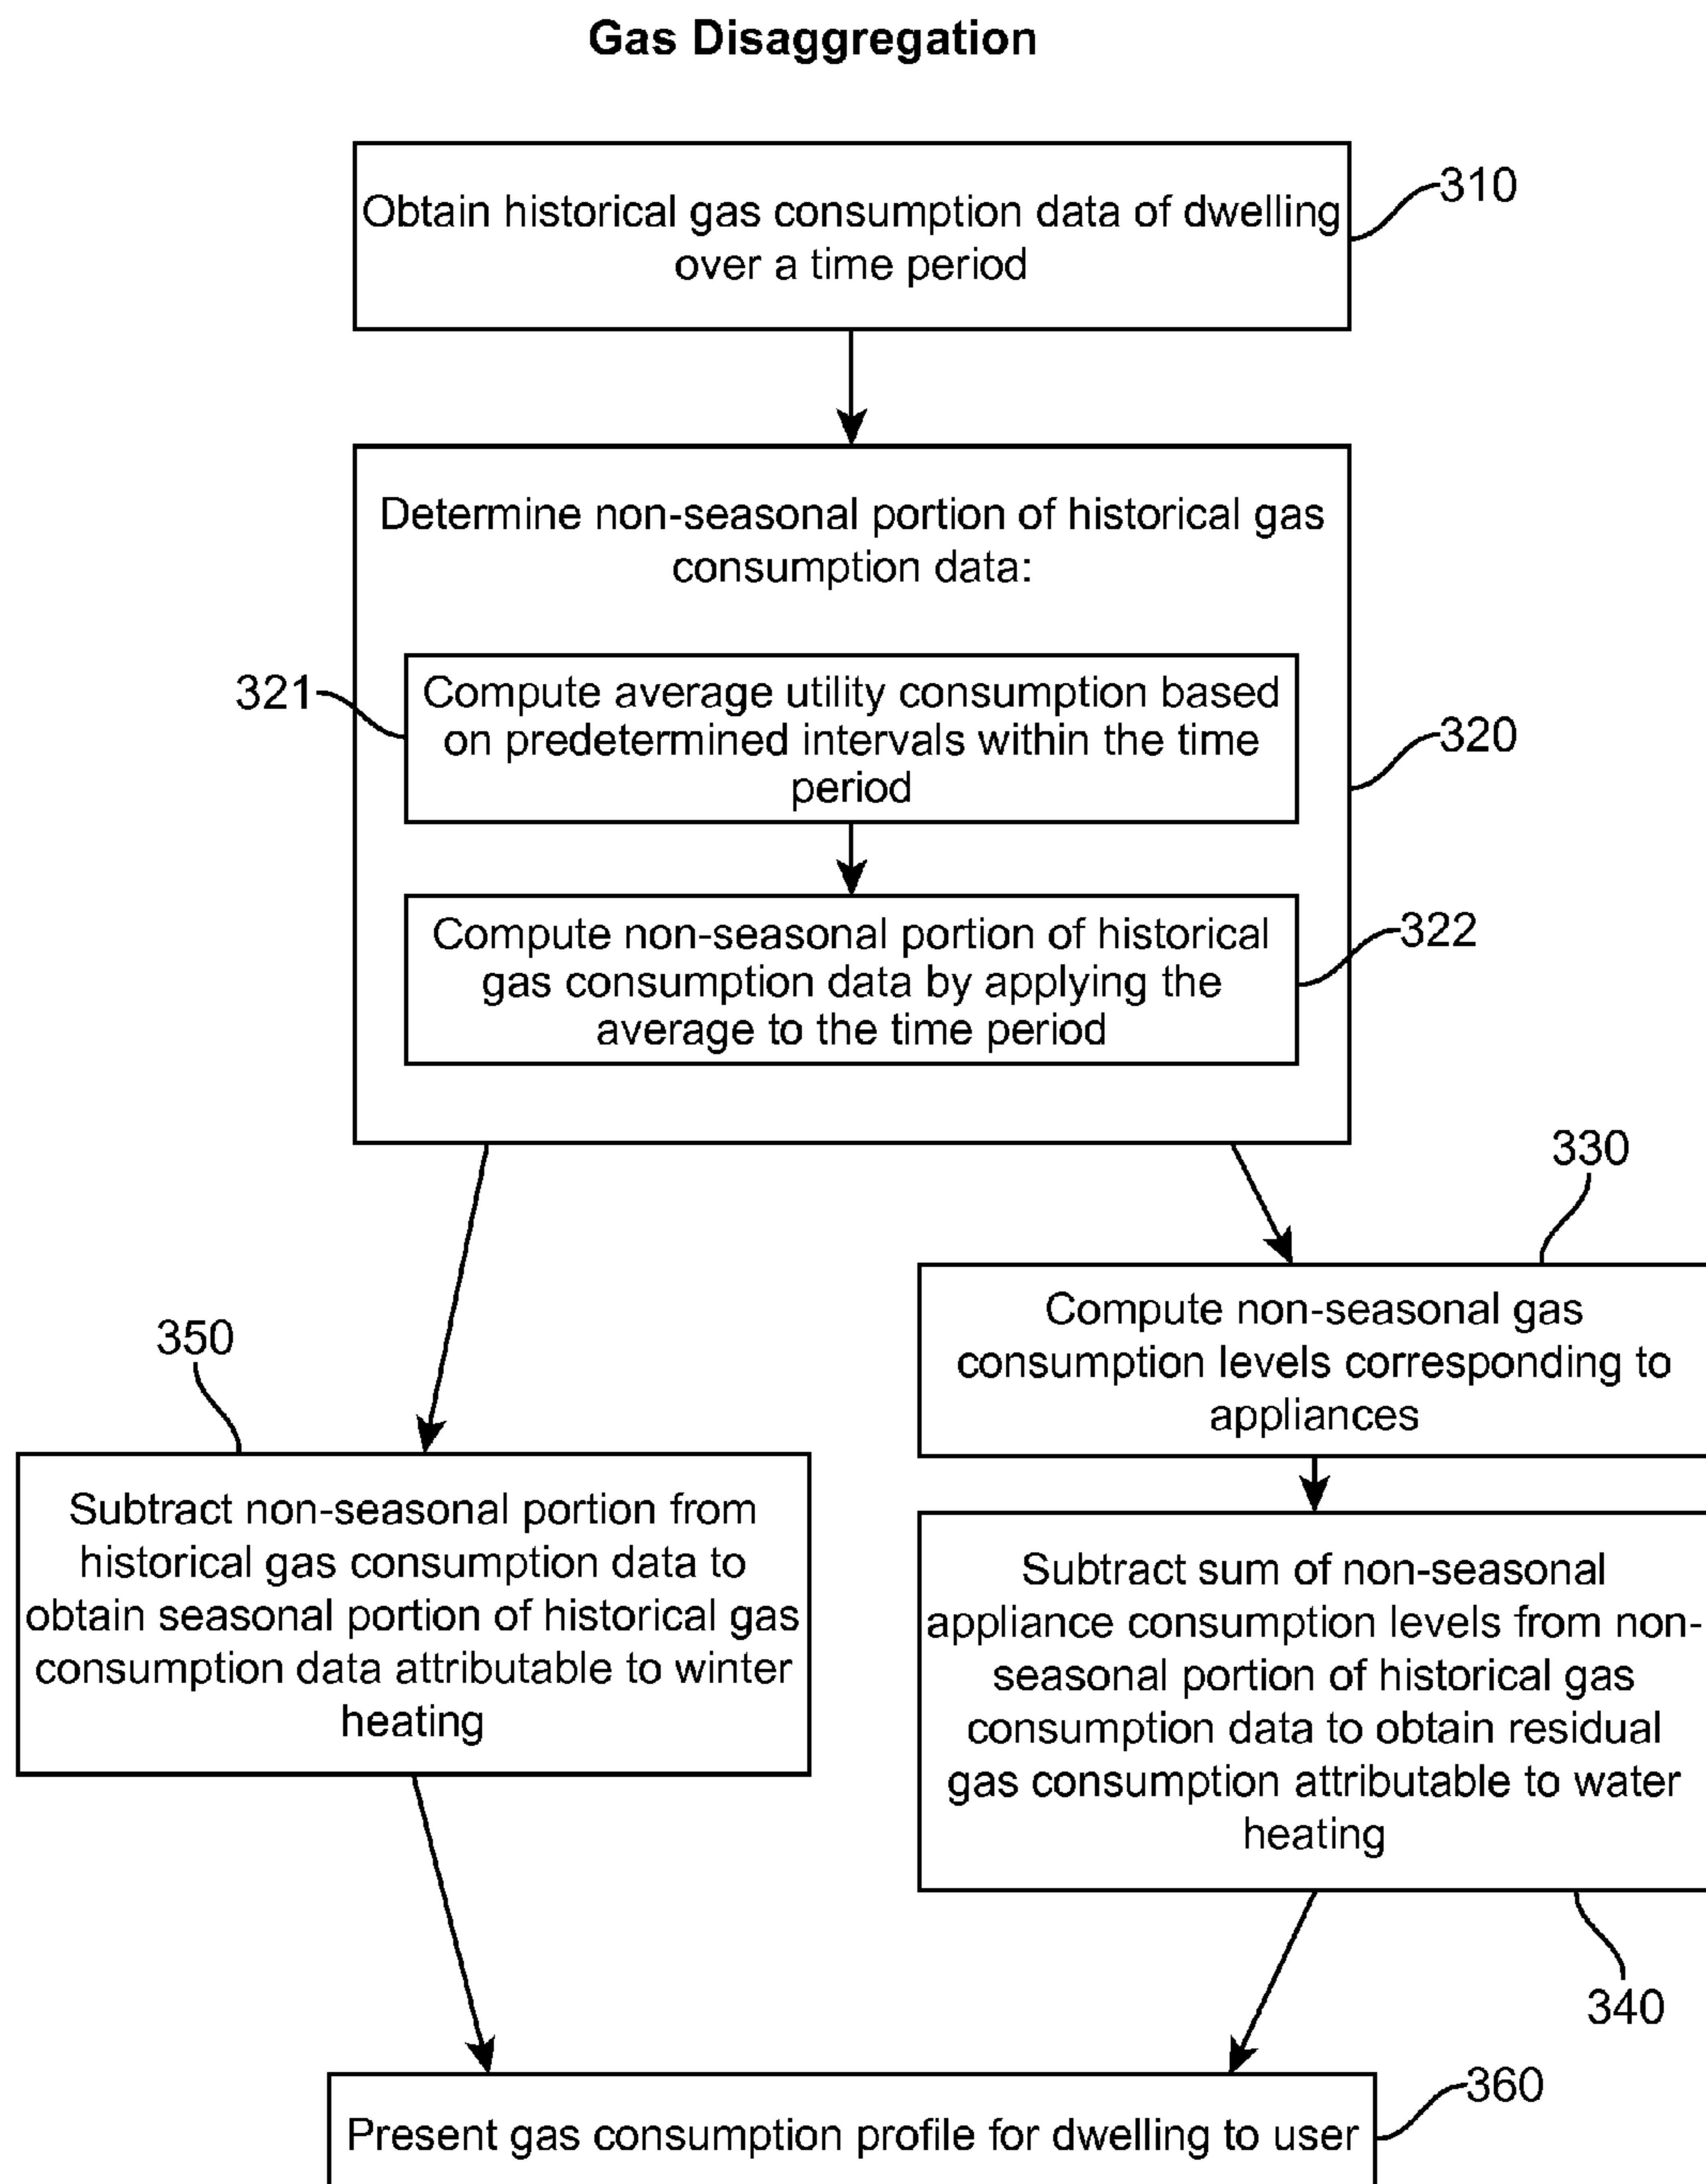 Gas Disaggregation
310
Obtain historical gas consumption data of dwelling
over a time period
Determine non-seasonal portion of historical gas
consumption data:
321
Compute average utility consumption based
on predetermined intervals within the time
period
320
Compute non-seasonal portion of historical
gas consumption data by applying the
average to the time period
322
330
Compute non-seasonal gas
consumption levels corresponding to
appliances
350
Subtract non-seasonal portion from
historical gas consumption data to
obtain seasonal portion of historical gas
consumption data attributable to winter
heating
Subtract sum of non-seasonal
appliance consumption levels from non-
seasonal portion of historical gas
consumption data to obtain residual
gas consumption attributable to water
heating
340
360
Present gas consumption profile for dwelling to user